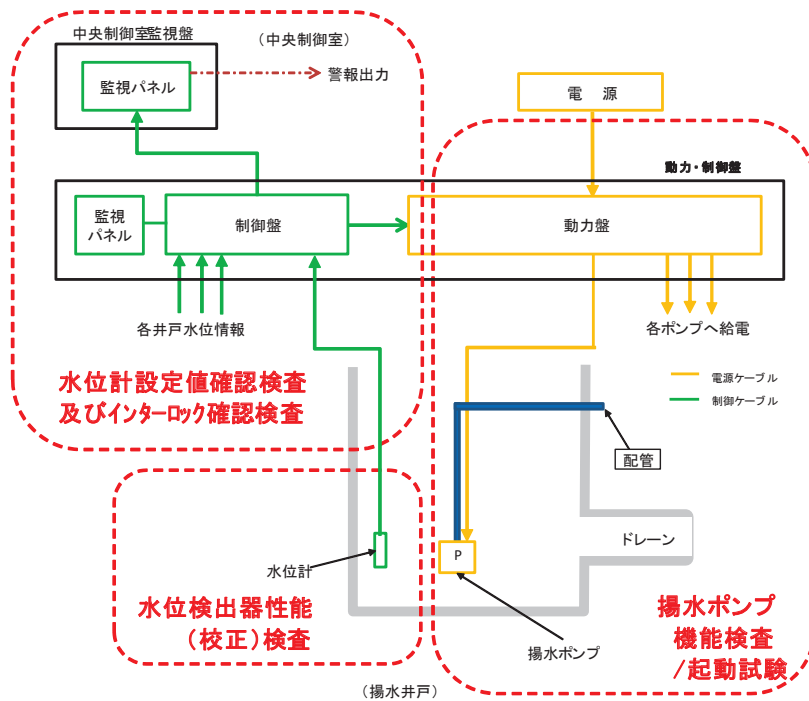 中央制御室監視盤
（中央制御室）
監視パネル
警報出力
電 源
動力・制御盤
監視
パネル
制御盤
動力盤
各井戸水位情報
各ポンプへ給電
水位計設定値確認検査
及びインターロック確認検査
電源ケーブル
制御ケーブル
配管
P
ドレーン
水位計
水位検出器性能
（校正）検査
揚水ポンプ
揚水ポンプ
機能検査
/起動試験
（揚水井戸）